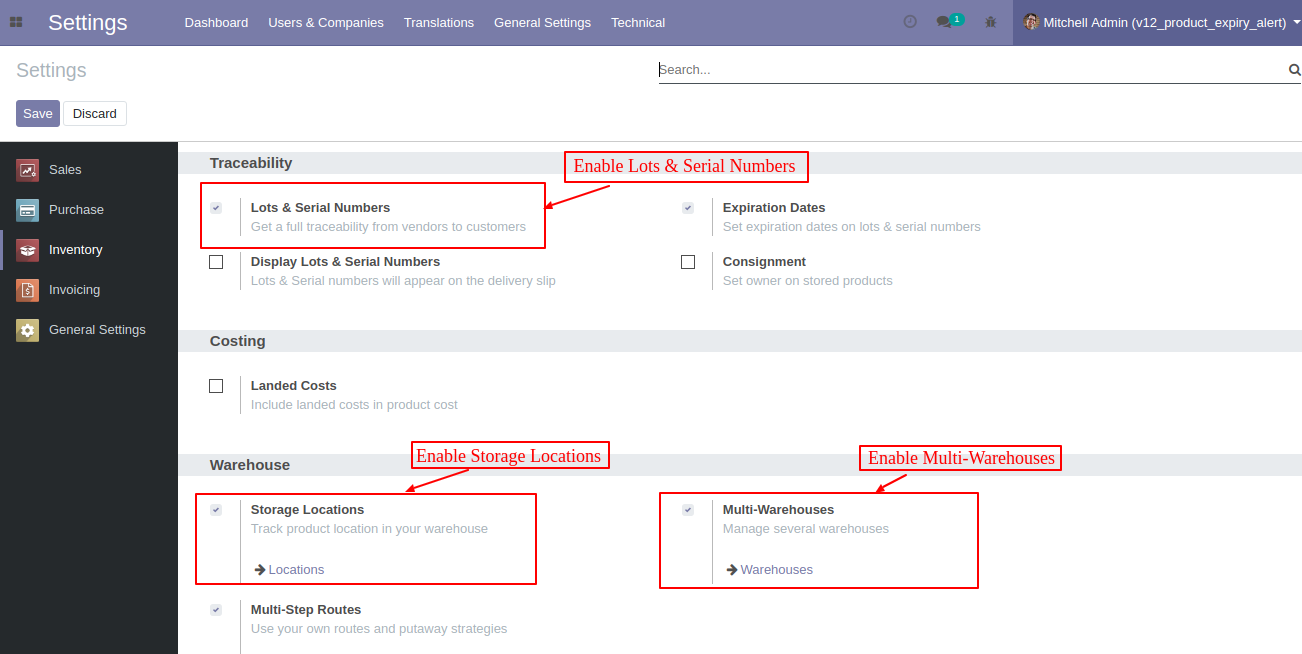 Settings Dashboard Users & Companies Translations General Settings Technical 1 Mitchell Admin (v12_product_expiry_alert)
Settings Search...
Save Discard
Sales
Purchase
Inventory
Invoicing
General Settings
Traceability
Enable Lots & Serial Numbers
Lots & Serial Numbers
Get a full traceability from vendors to customers
Expiration Dates
Set expiration dates on lots & serial numbers
Display Lots & Serial Numbers
Lots & Serial numbers will appear on the delivery slip
Consignment
Set owner on stored products
Costing
Landed Costs
Include landed costs in product cost
Warehouse
Enable Storage Locations
Enable Multi-Warehouses
Storage Locations
Track product location in your warehouse
Locations
Multi-Warehouses
Manage several warehouses
Warehouses
Multi-Step Routes
Use your own routes and putaway strategies